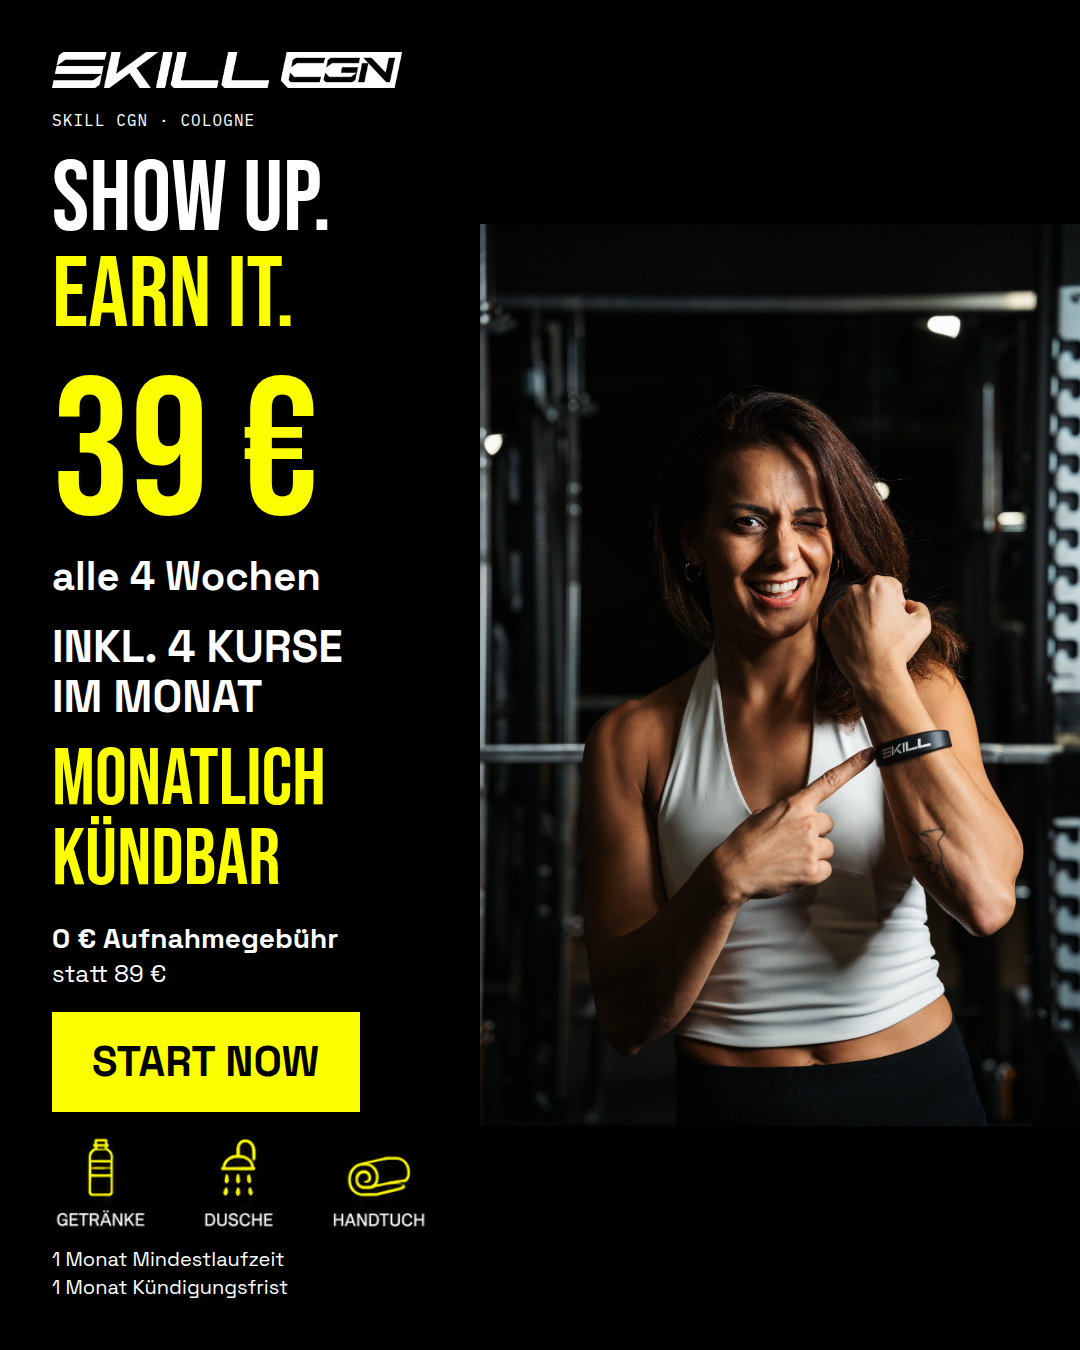 SKILL CGN
SKILL CGN · COLOGNE
SHOW UP.
EARN IT.
39 €
alle 4 Wochen
INKL. 4 KURSE
IM MONAT
MONATLICH
KÜNDBAR
0 € Aufnahmegebühr
statt 89 €
START NOW
GETRÄNKE DUSCHE HANDTUCH
1 Monat Mindestlaufzeit
1 Monat Kündigungsfrist
SKILL